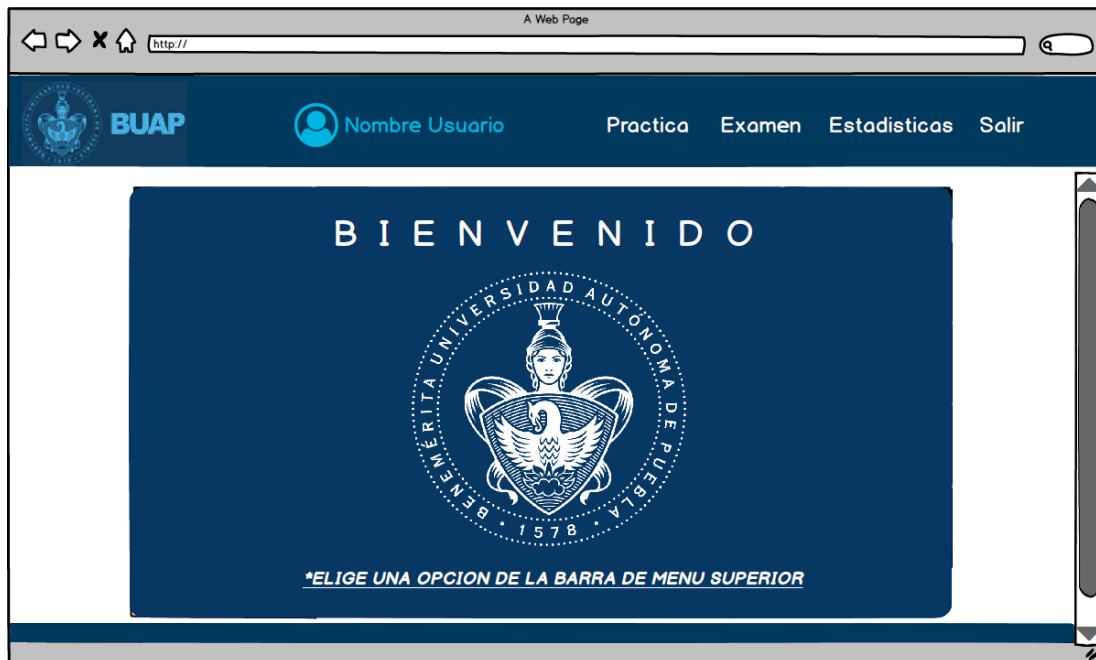 A Web Page
http://
BUAP
Nombre Usuario
Practica Examen Estadisticas Salir
BIENVENIDO
BENEMÉRITA UNIVERSIDAD AUTÓNOMA DE PUEBLA
· 1578 ·
*ELIGE UNA OPCION DE LA BARRA DE MENU SUPERIOR